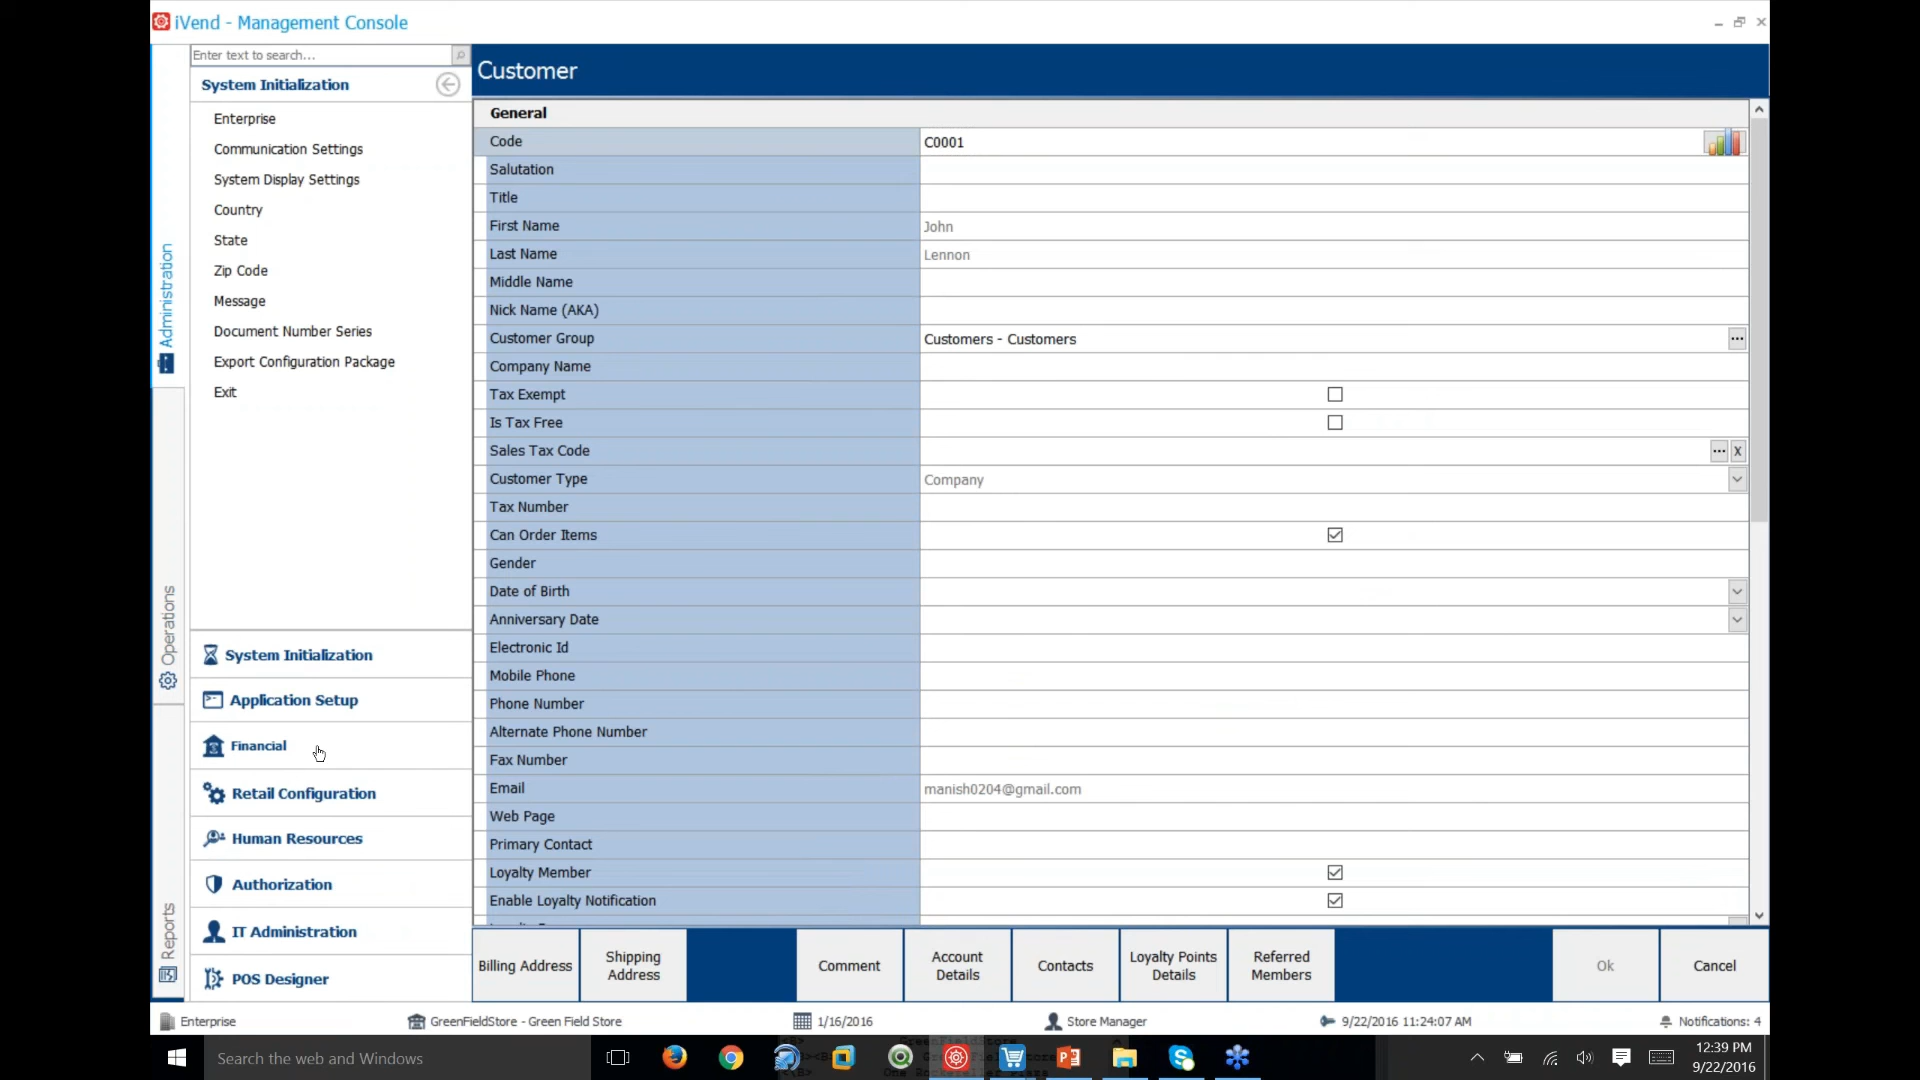 iVend - Management Console
Enter text to search...
System Initialization
Enterprise
Communication Settings
System Display Settings
Country
State
Zip Code
Message
Document Number Series
Export Configuration Package
Exit
Administration
Operations
Reports
System Initialization
Application Setup
Financial
Retail Configuration
Human Resources
Authorization
IT Administration
POS Designer
Customer
General
Code C0001
Salutation
Title
First Name John
Last Name Lennon
Middle Name
Nick Name (AKA)
Customer Group Customers - Customers
Company Name
Tax Exempt
Is Tax Free
Sales Tax Code X
Customer Type Company
Tax Number
Can Order Items
Gender
Date of Birth
Anniversary Date
Electronic Id
Mobile Phone
Phone Number
Alternate Phone Number
Fax Number
Email manish0204@gmail.com
Web Page
Primary Contact
Loyalty Member
Enable Loyalty Notification
Billing Address
Shipping
Address
Comment
Account
Details
Contacts
Loyalty Points
Details
Referred
Members
Ok
Cancel
Enterprise GreenFieldStore - Green Field Store 1/16/2016 Store Manager 9/22/2016 11:24:07 AM Notifications: 4
Search the web and Windows
12:39 PM
9/22/2016